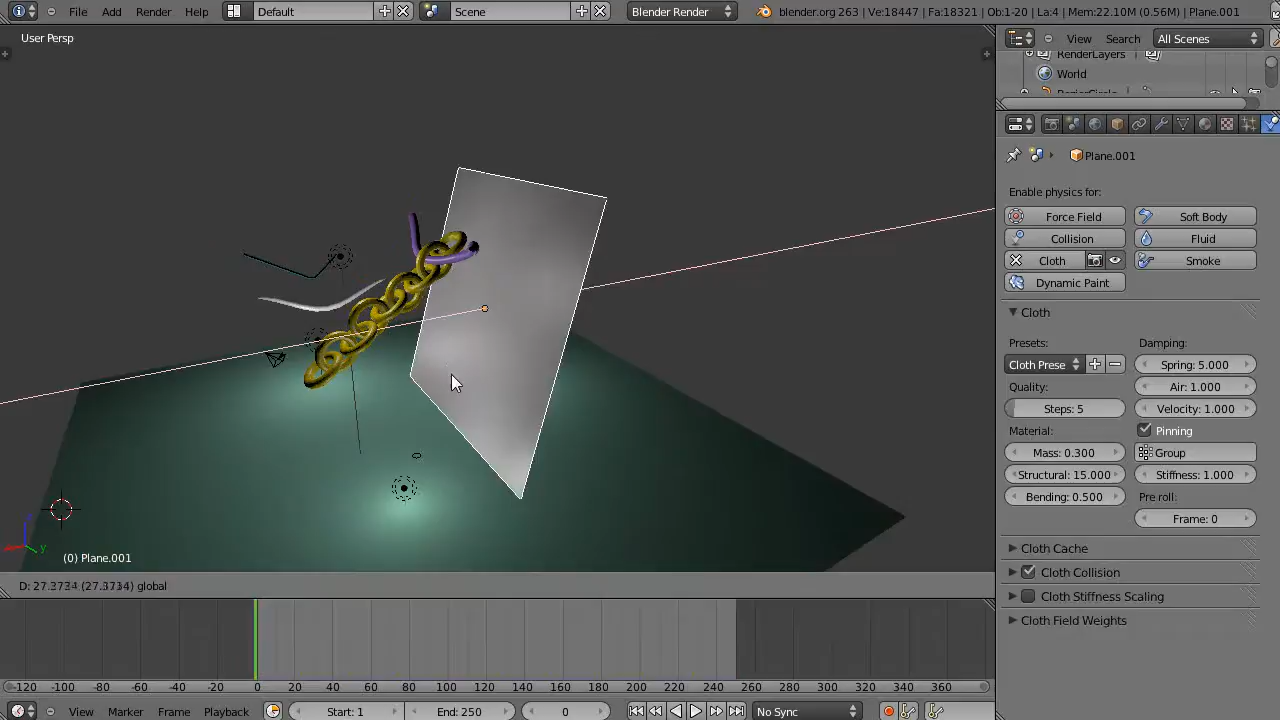 File Add Render Help Default Scene Blender Render blender.org 263 | Ve:18447 | Fa:18321 | Ob:1-20 | La:4 | Mem:22.10M (0.56M) | Plane.001
User Persp
View Search All Scenes
RenderLayers
World
BezierCircle
Plane.001
Enable physics for:
Force Field Soft Body
Collision Fluid
Cloth Smoke
Dynamic Paint
Cloth
Presets: Damping:
Cloth Prese Spring: 5.000
Quality: Air: 1.000
Steps: 5 Velocity: 1.000
Material: Pinning
Mass: 0.300 Group
Structural: 15.000 Stiffness: 1.000
Bending: 0.500 Pre roll:
Frame: 0
Cloth Cache
Cloth Collision
Cloth Stiffness Scaling
Cloth Field Weights
z
y
(0) Plane.001
D: 27.3734 (27.3734) global
-120 -100 -80 -60 -40 -20 0 20 40 60 80 100 120 140 160 180 200 220 240 260 280 300 320 340 360
View Marker Frame Playback Start: 1 End: 250 0 No Sync